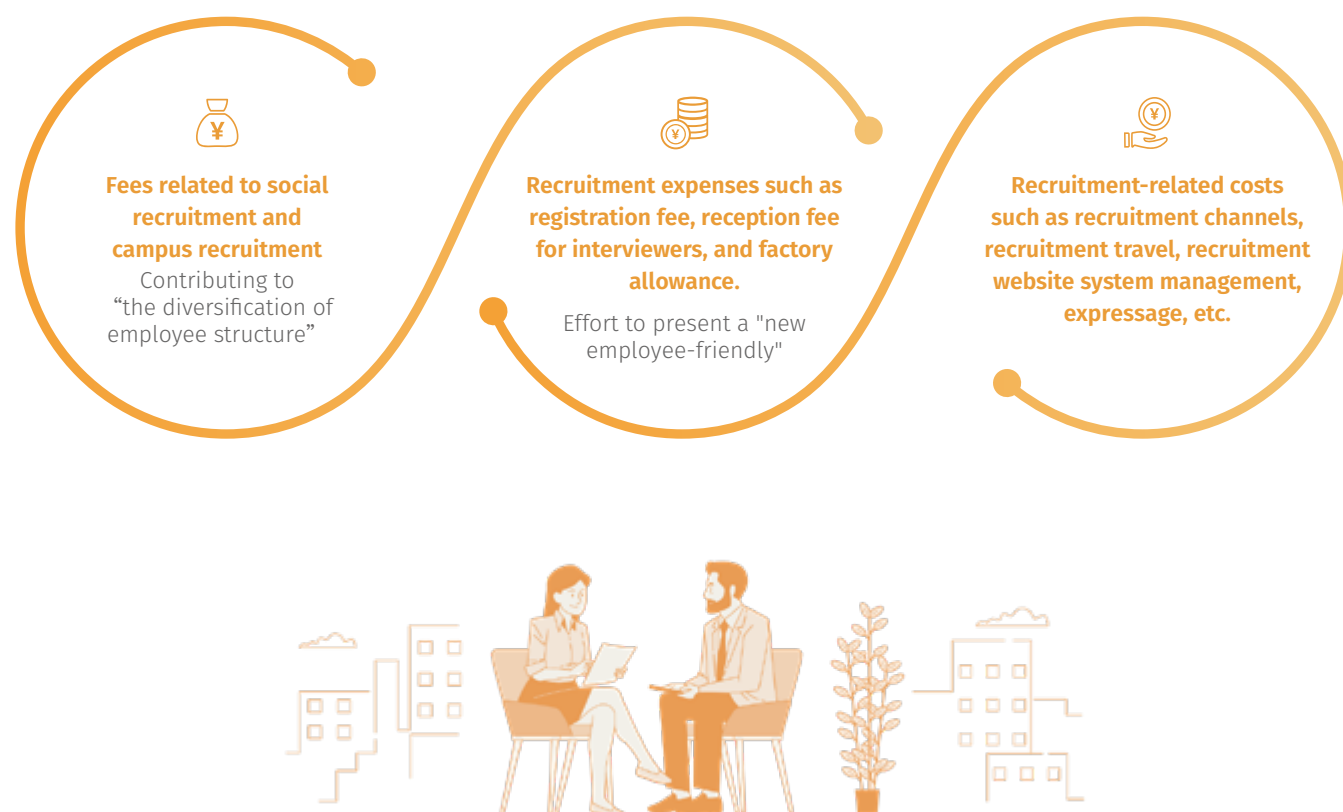 ¥
Fees related to social
recruitment and
campus recruitment
Contributing to
“the diversification of
employee structure”
¥
Recruitment expenses such as
registration fee, reception fee
for interviewers, and factory
allowance.
Effort to present a "new
employee-friendly"
¥
Recruitment-related costs
such as recruitment channels,
recruitment travel, recruitment
website system management,
expressage, etc.